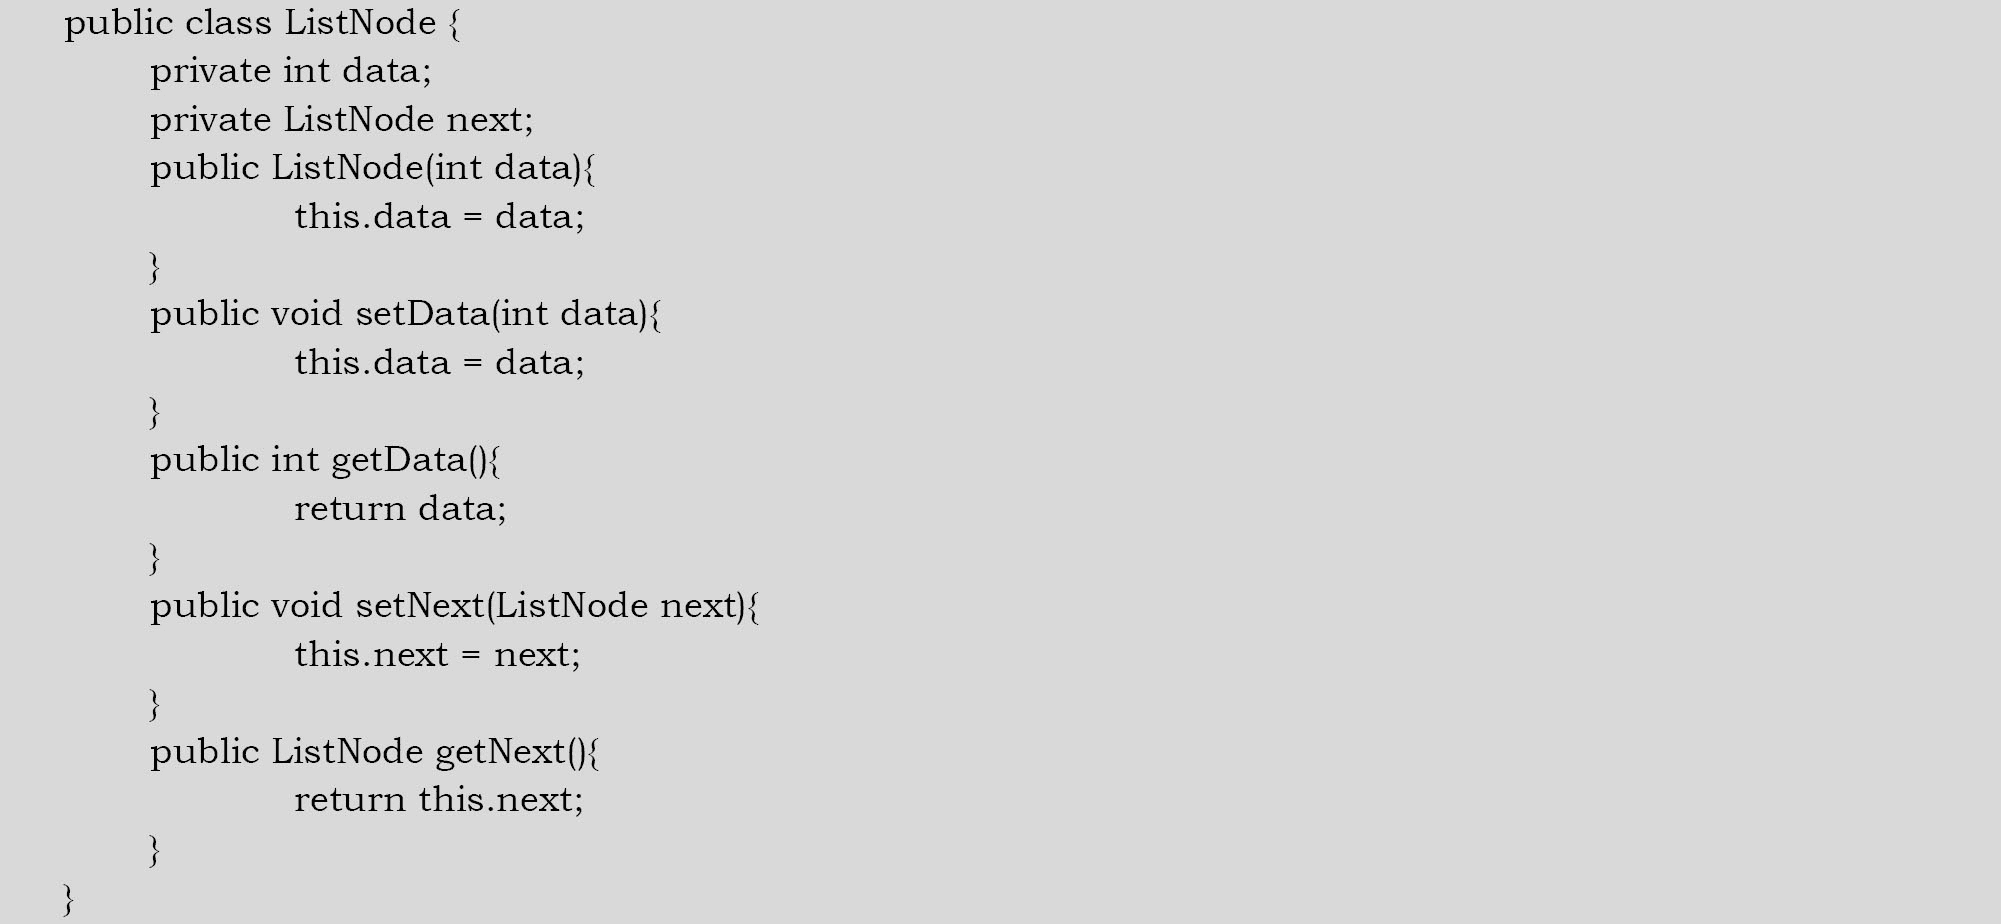 public class ListNode {
private int data;
private ListNode next;
public ListNode(int data){
this.data = data;
}
public void setData(int data){
this.data = data;
}
public int getData(){
return data;
}
public void setNext(ListNode next){
this.next = next;
}
public ListNode getNext(){
return this.next;
}
}